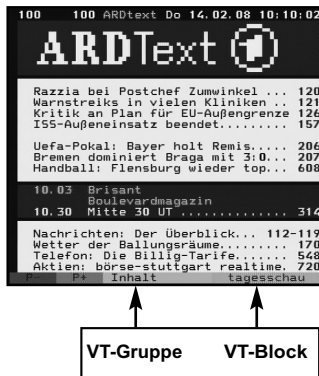 100 100 ARDtext Do 14.02.08 10:10:02
ARDText 1
Razzia bei Postchef Zumwinkel ... 120
Warnstreiks in vielen Kliniken .. 121
Kritik an Plan für EU-Außengrenze 126
ISS-Außeneinsatz beendet......... 157
Uefa-Pokal: Bayer holt Remis..... 206
Bremen dominiert Braga mit 3:0... 207
Handball: Flensburg wieder top... 608
10.03 Brisant
Boulevardmagazin
10.30 Mitte 30 UT .............. 314
Nachrichten: Der Überblick... 112-119
Wetter der Ballungsräume......... 170
Telefon: Die Billig-Tarife....... 548
Aktien: börse-stuttgart realtime. 720
P- P+ Inhalt tagesschau
VT-Gruppe VT-Block